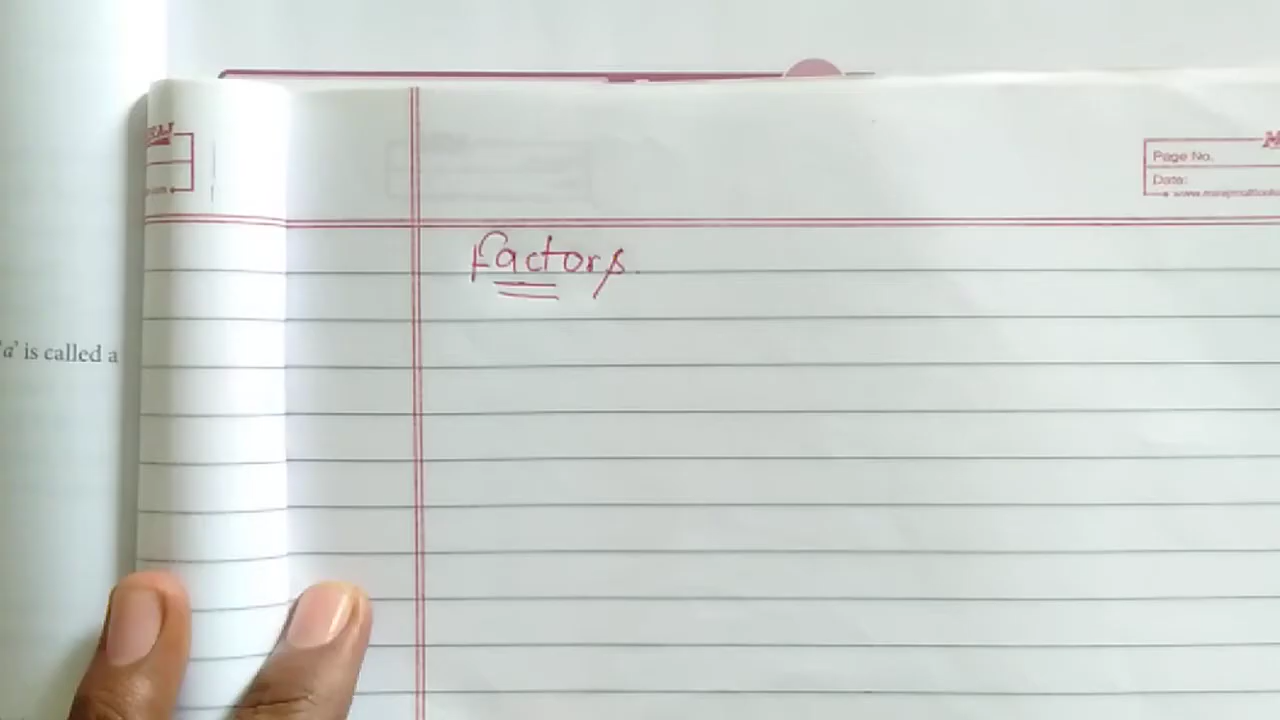 Page No.
Date:
Factors.
'a' is called a